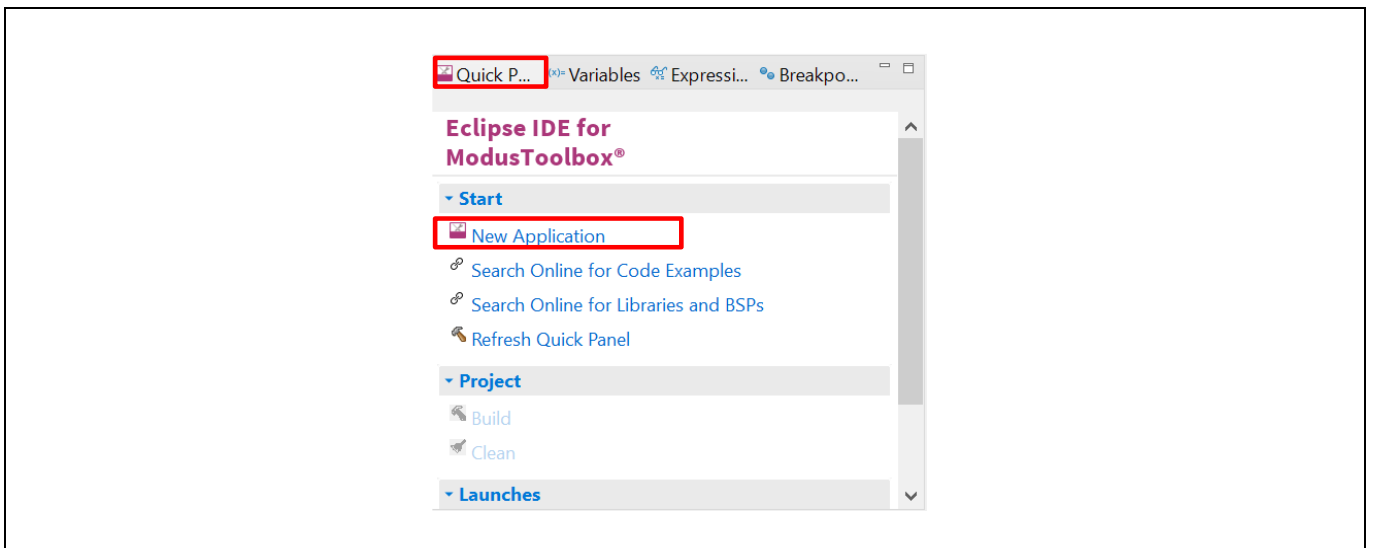 Quick P... (x)= Variables Expressi... Breakpo...
Eclipse IDE for
ModusToolbox®
Start
New Application
Search Online for Code Examples
Search Online for Libraries and BSPs
Refresh Quick Panel
Project
Build
Clean
Launches